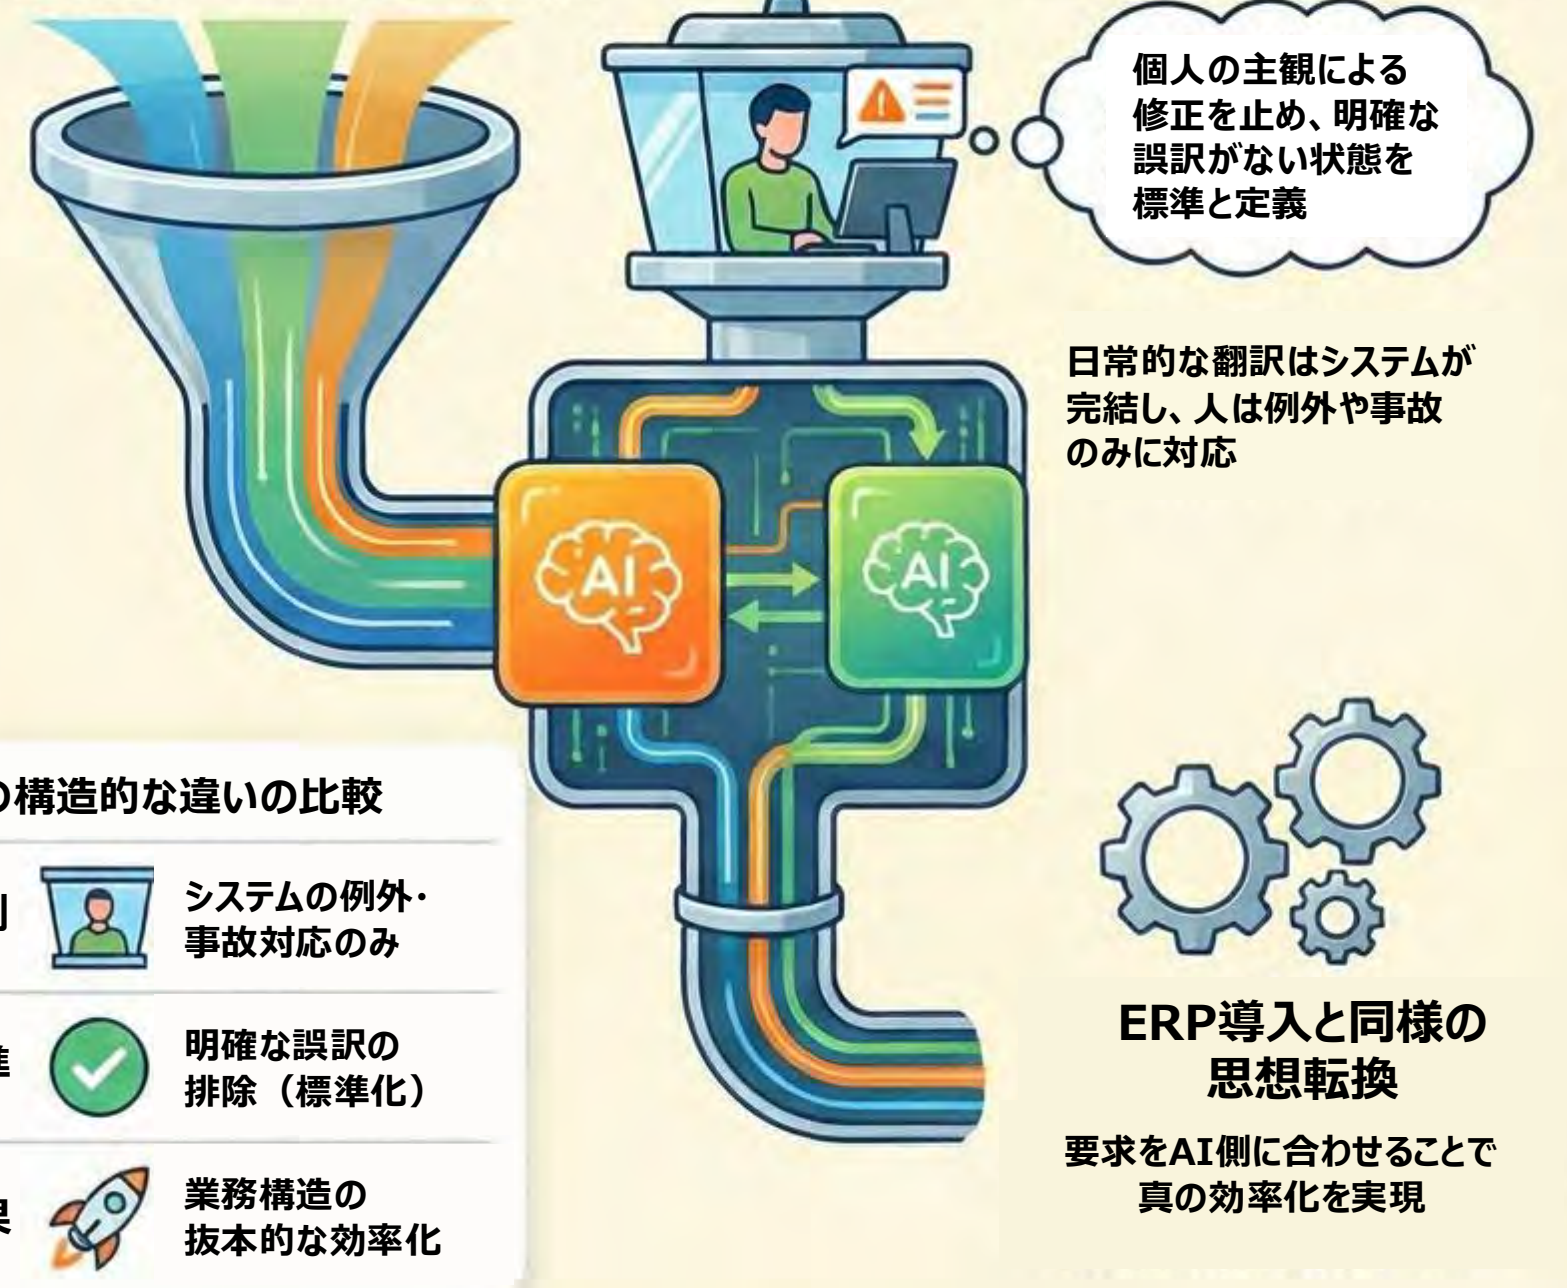 個人の主観による
修正を止め、明確な
誤訳がない状態を
標準と定義
日常的な翻訳はシステムが
完結し、人は例外や事故
のみに対応
AI
AI
の構造的な違いの比較
システムの例外・
事故対応のみ
明確な誤訳の
排除（標準化）
業務構造の
抜本的な効率化
ERP導入と同様の
思想転換
要求をAI側に合わせることで
真の効率化を実現